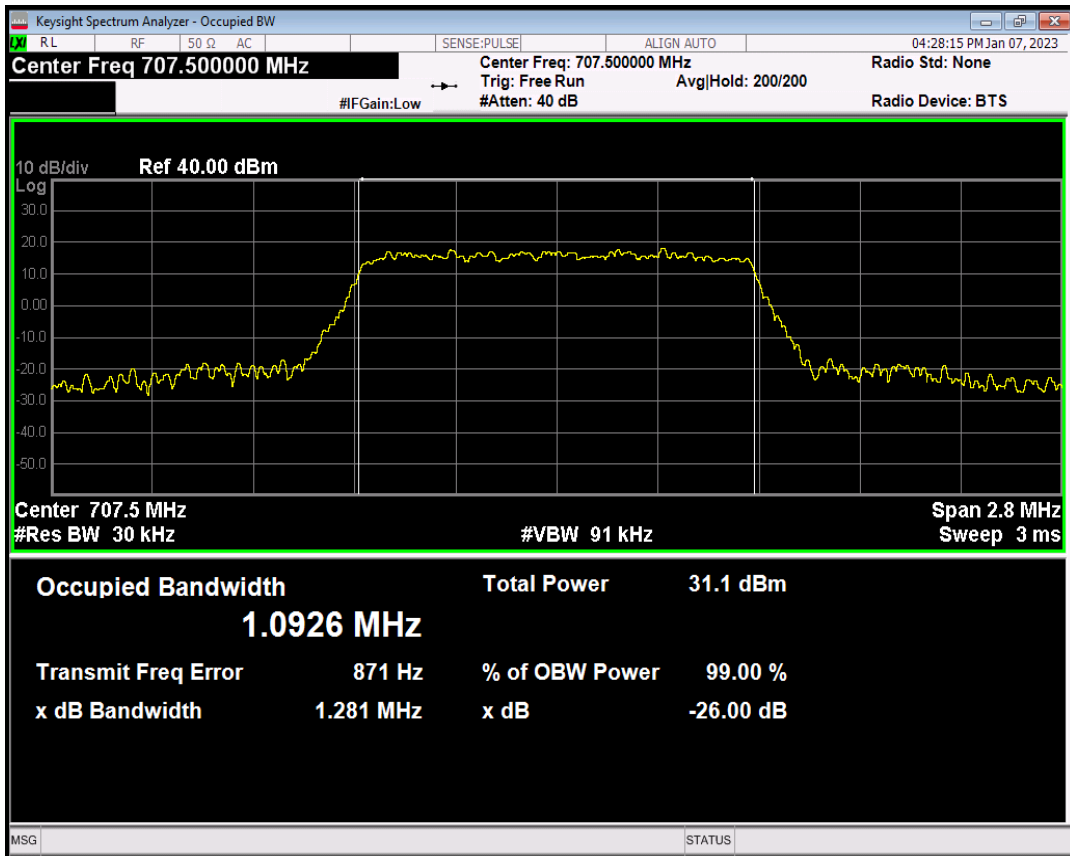 Keysight Spectrum Analyzer - Occupied BW
LXI RL RF 50 Ω AC SENSE:PULSE ALIGN AUTO 04:28:15 PM Jan 07, 2023
Center Freq 707.500000 MHz Center Freq: 707.500000 MHz Radio Std: None
Trig: Free Run Avg|Hold: 200/200
#IFGain:Low #Atten: 40 dB Radio Device: BTS
10 dB/div Ref 40.00 dBm
Log
30.0
20.0
10.0
0.00
-10.0
-20.0
-30.0
-40.0
-50.0
Center 707.5 MHz Span 2.8 MHz
#Res BW 30 kHz #VBW 91 kHz Sweep 3 ms
Occupied Bandwidth Total Power 31.1 dBm
1.0926 MHz
Transmit Freq Error 871 Hz % of OBW Power 99.00 %
x dB Bandwidth 1.281 MHz x dB -26.00 dB
MSG STATUS